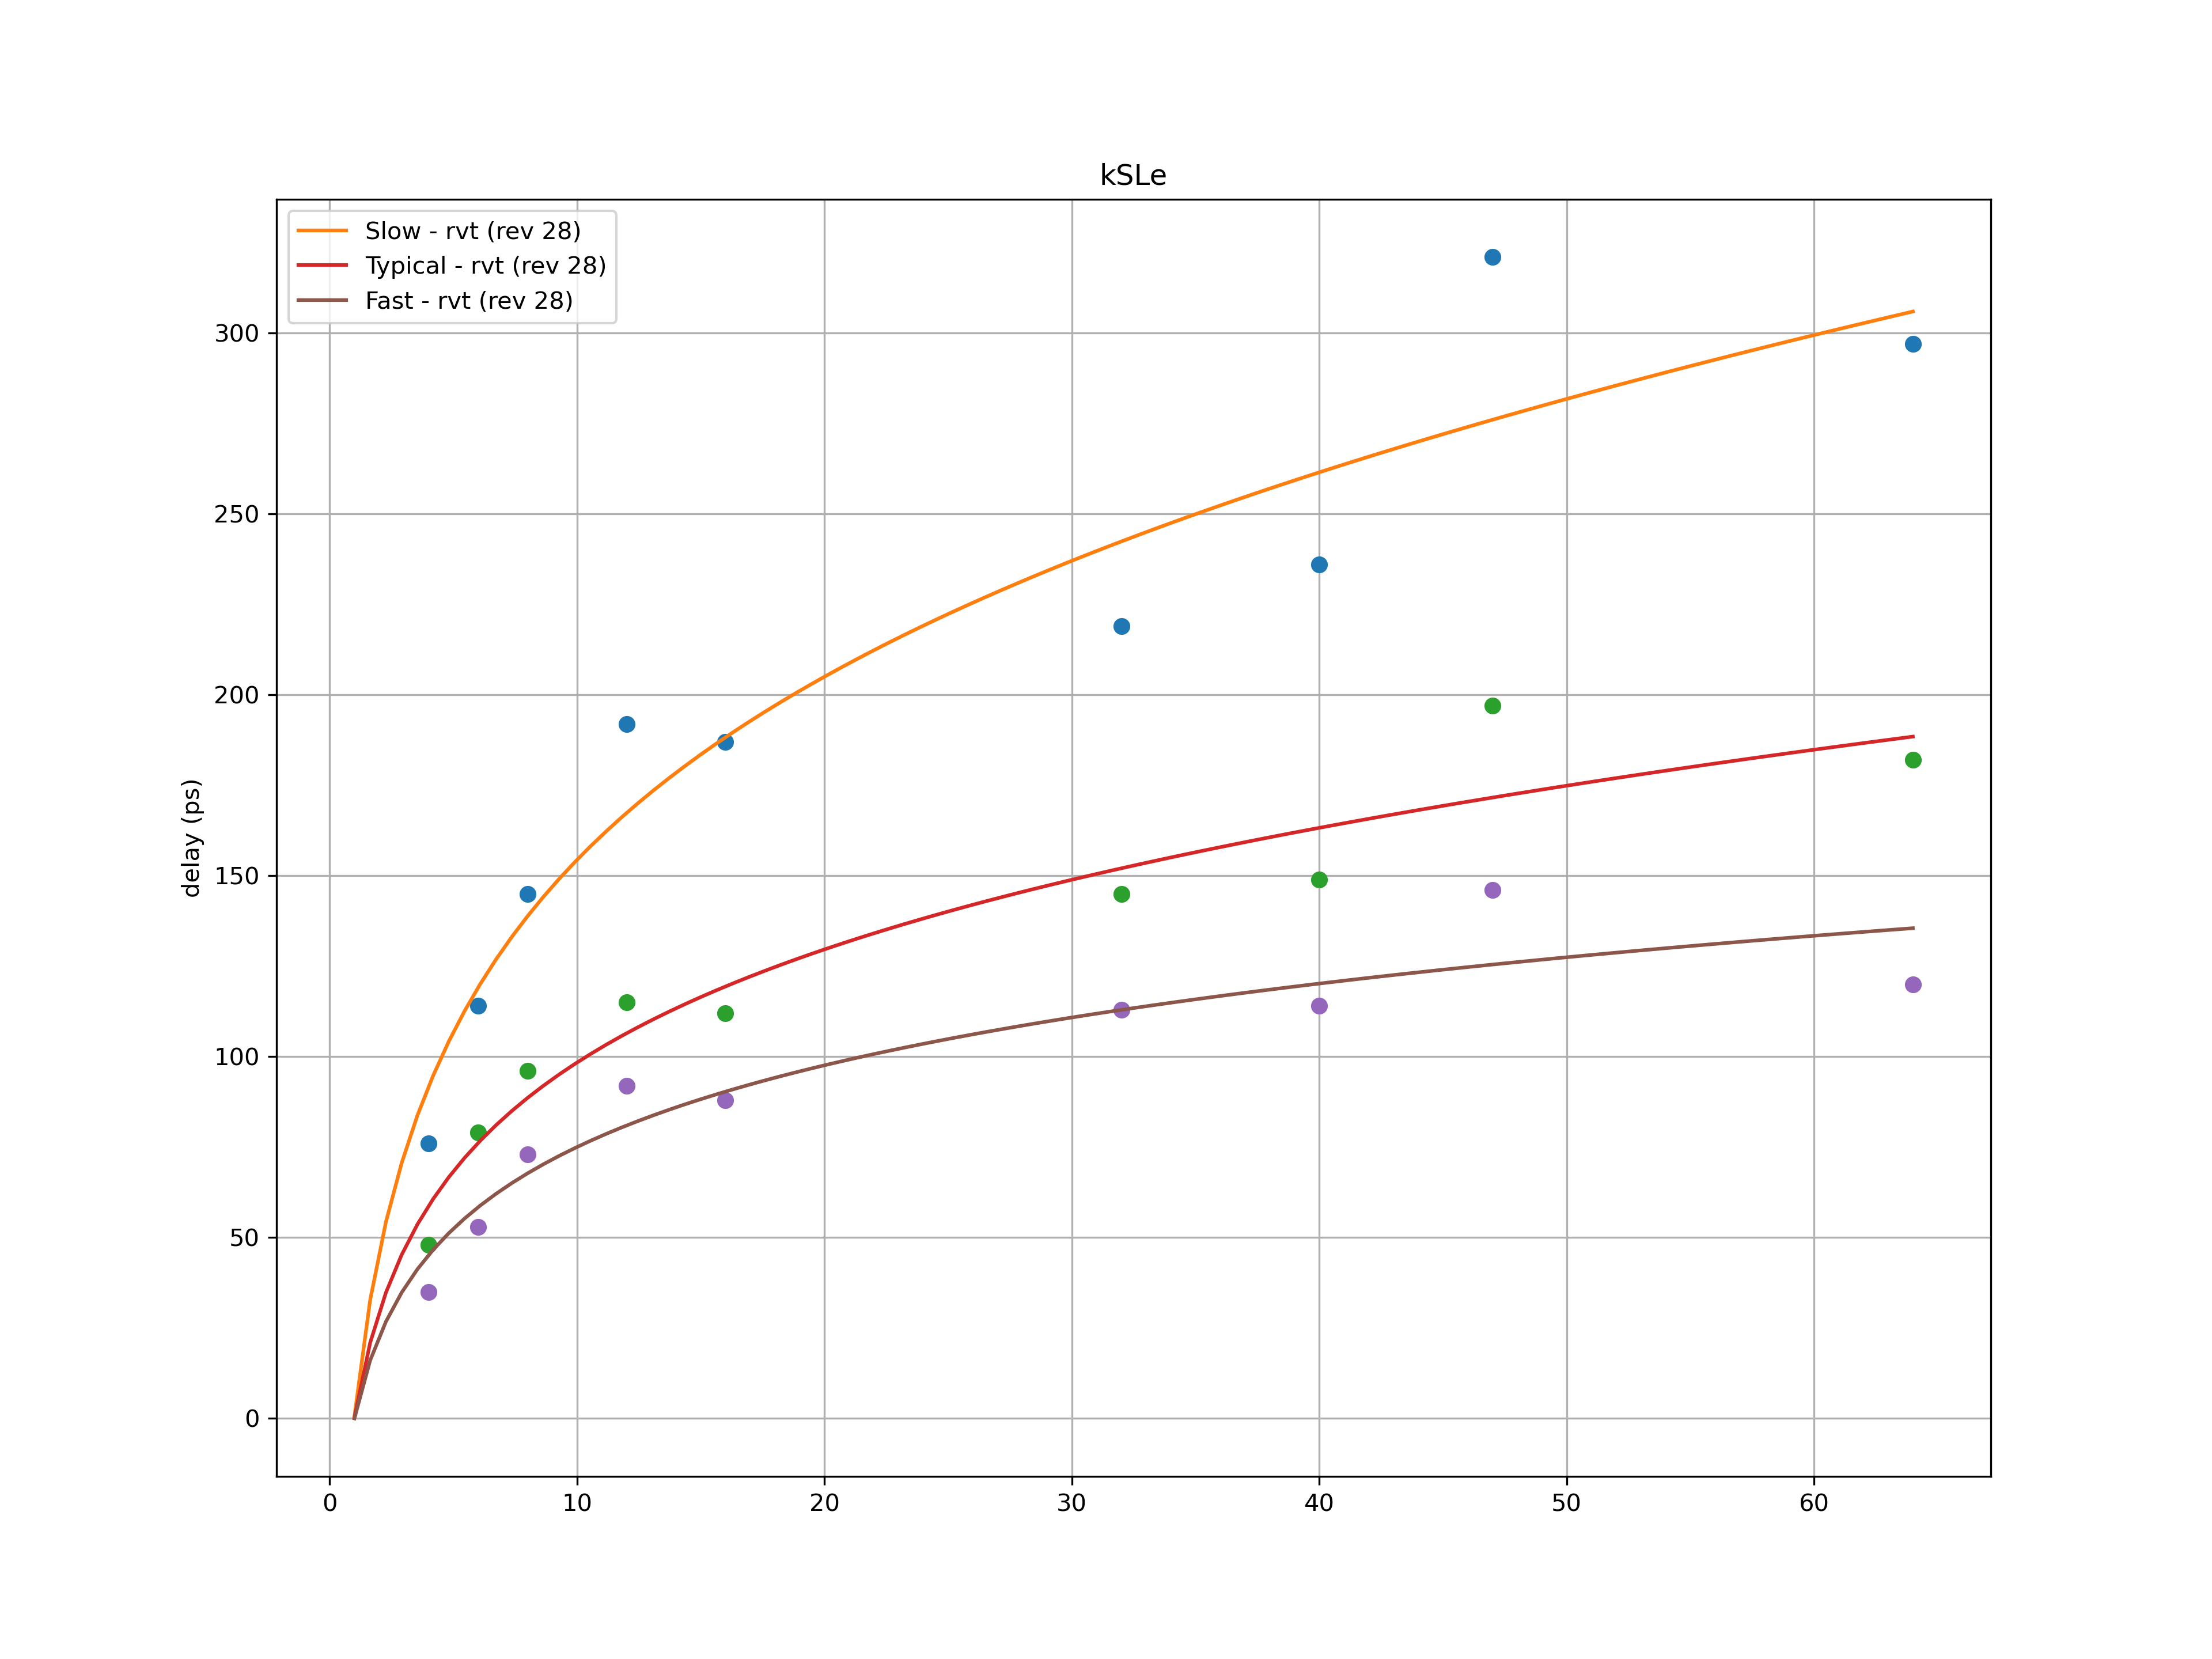 kSLe
Slow - rvt (rev 28)
Typical - rvt (rev 28)
Fast - rvt (rev 28)
300
250
200
150
100
50
0
delay (ps)
0 10 20 30 40 50 60